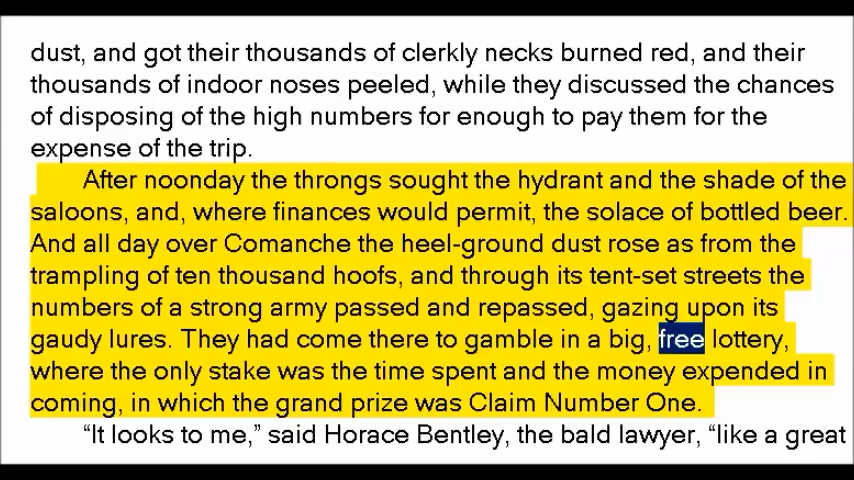 dust, and got their thousands of clerkly necks burned red, and their
thousands of indoor noses peeled, while they discussed the chances
of disposing of the high numbers for enough to pay them for the
expense of the trip.
After noonday the throngs sought the hydrant and the shade of the
saloons, and, where finances would permit, the solace of bottled beer.
And all day over Comanche the heel-ground dust rose as from the
trampling of ten thousand hoofs, and through its tent-set streets the
numbers of a strong army passed and repassed, gazing upon its
gaudy lures. They had come there to gamble in a big, free lottery,
where the only stake was the time spent and the money expended in
coming, in which the grand prize was Claim Number One.
“It looks to me,” said Horace Bentley, the bald lawyer, “like a great